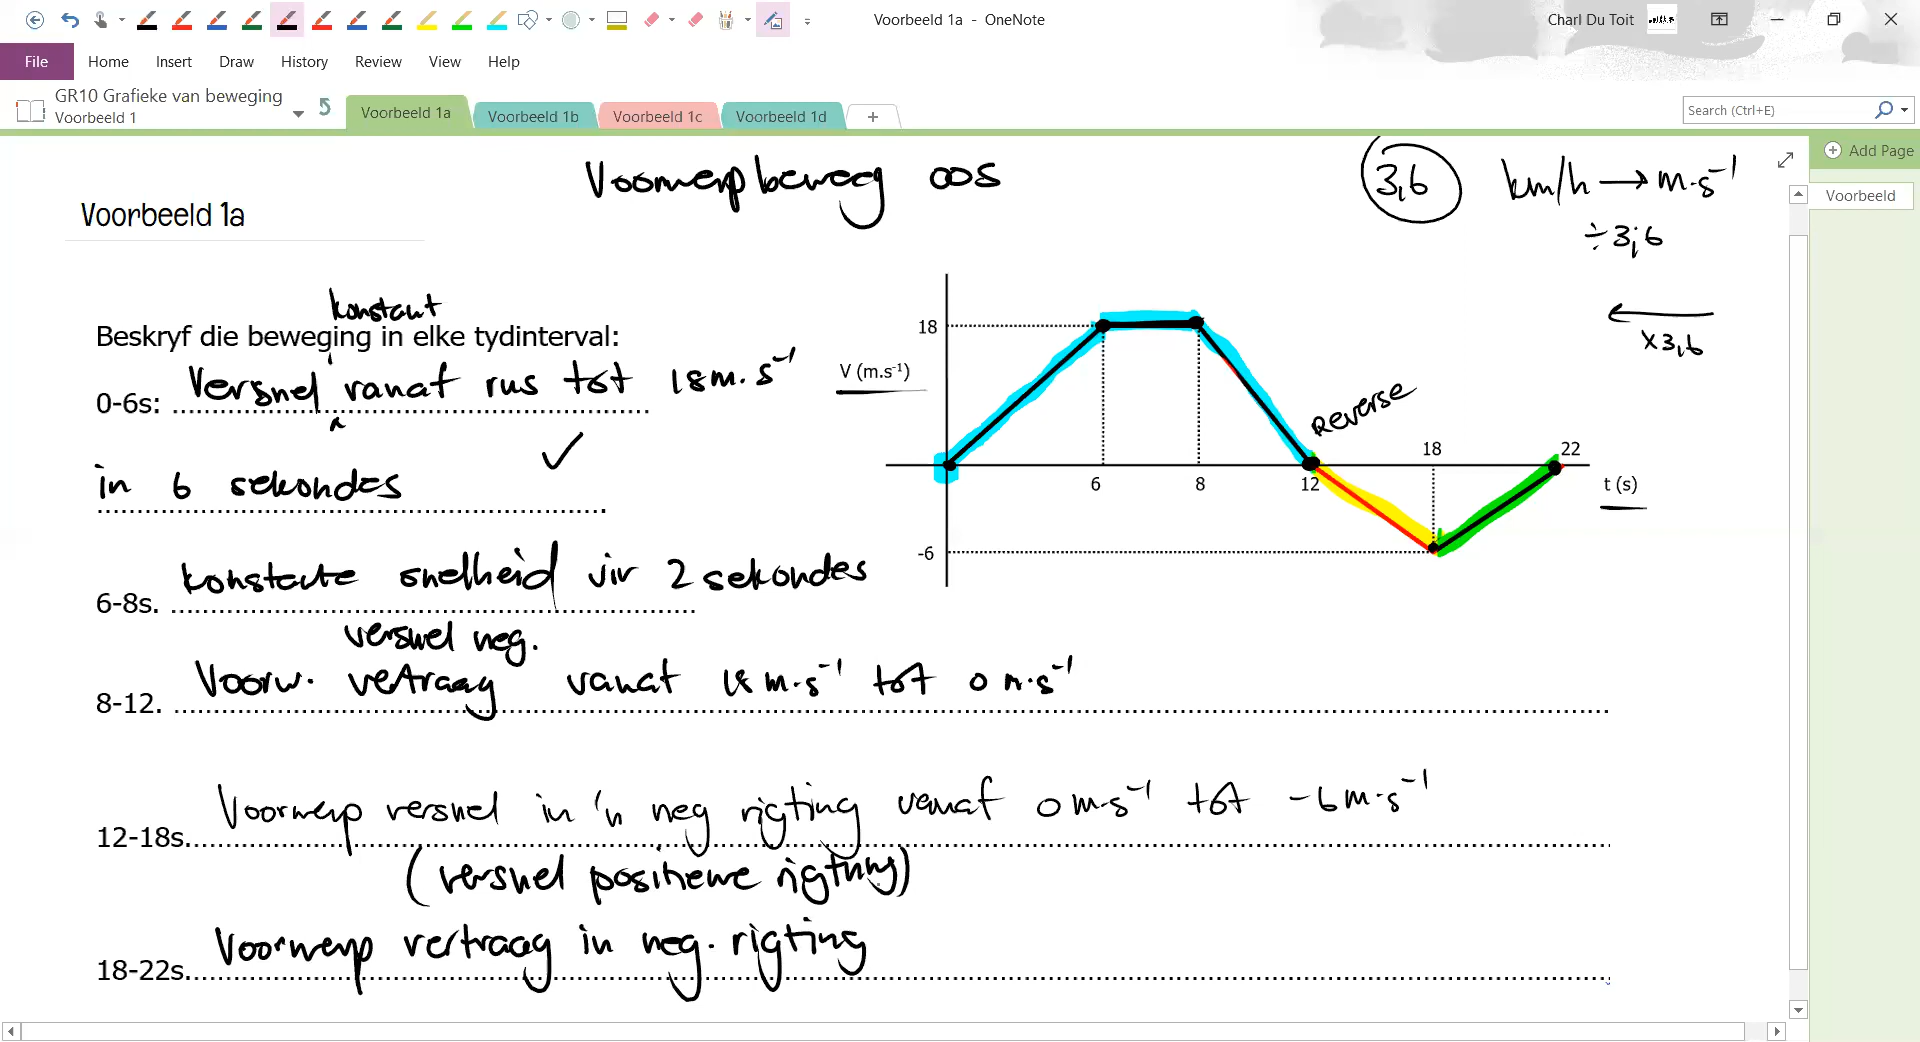 Voorbeeld 1a - OneNote
Charl Du Toit
File Home Insert Draw History Review View Help
GR10 Grafieke van beweging
Voorbeeld 1
Voorbeeld 1a Voorbeeld 1b Voorbeeld 1c Voorbeeld 1d +
Search (Ctrl+E)
Add Page
Voorbeeld
Voorwerp beweeg oos
3,6 km/h → m·s⁻¹
÷3,6
×3,6
Voorbeeld 1a
konstant
Beskryf die beweging in elke tydinterval:
0-6s: Versnel vanaf rus tot 18 m·s⁻¹
in 6 sekondes
6-8s. konstante snelheid vir 2 sekondes
versnel neg.
8-12. Voorw. vertraag vanaf 18 m·s⁻¹ tot 0 m·s⁻¹
12-18s. Voorwerp versnel in 'n neg rigting vanaf 0 m·s⁻¹ tot -6 m·s⁻¹
(versnel positiewe rigting)
18-22s. Voorwerp vertraag in neg. rigting
18
V (m.s⁻¹)
Reverse
18 22
6 8 12 t (s)
-6